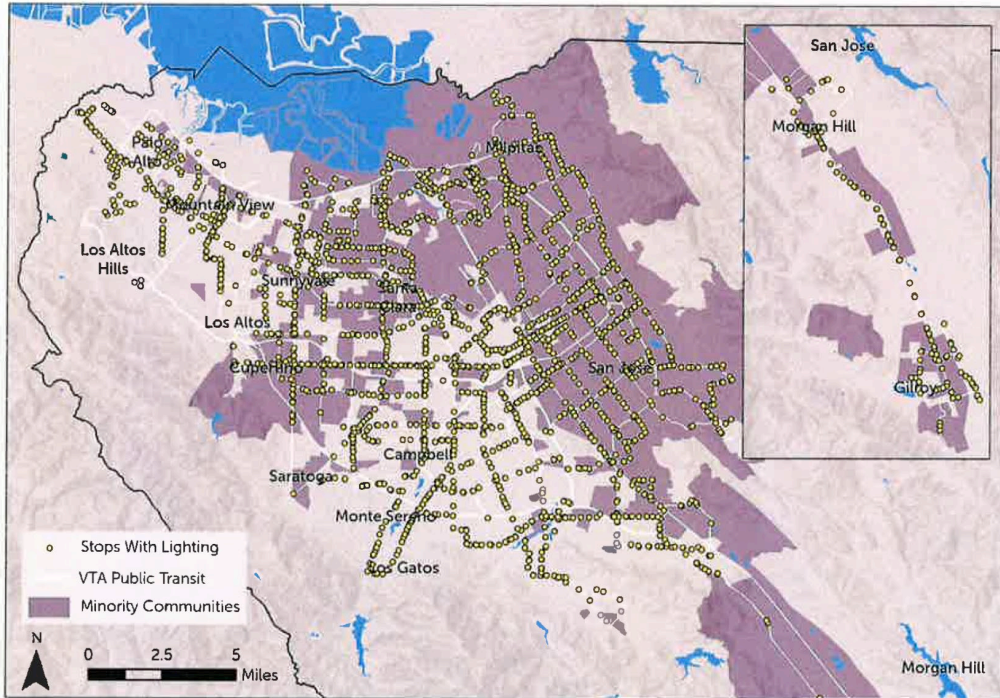 San Jose
Morgan Hill
Gilroy
Milpitas
Palo
Alto
Mountain View
Los Altos
Hills
Sunnyvale
Santa
Clara
Los Altos
Cupertino
San Jose
Campbell
Saratoga
Monte Sereno
Los Gatos
Stops With Lighting
VTA Public Transit
Minority Communities
N
0 2.5 5
Miles
Morgan Hill